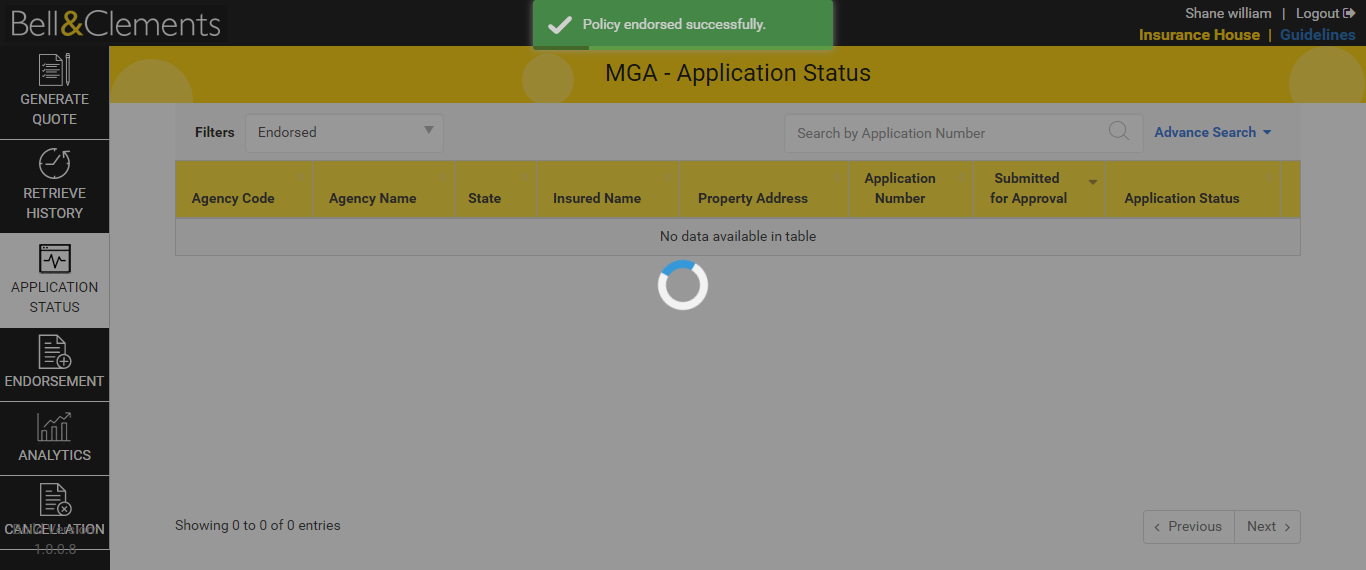 Bell&Clements
Policy endorsed successfully.
Shane william | Logout
Insurance House | Guidelines
GENERATE
QUOTE
RETRIEVE
HISTORY
APPLICATION
STATUS
ENDORSEMENT
ANALYTICS
CANCELLATION
Build Version
1.0.0.8
MGA - Application Status
Filters
Endorsed
Search by Application Number
Advance Search
Agency Code
Agency Name
State
Insured Name
Property Address
Application
Number
Submitted
for Approval
Application Status
No data available in table
Showing 0 to 0 of 0 entries
Previous
Next